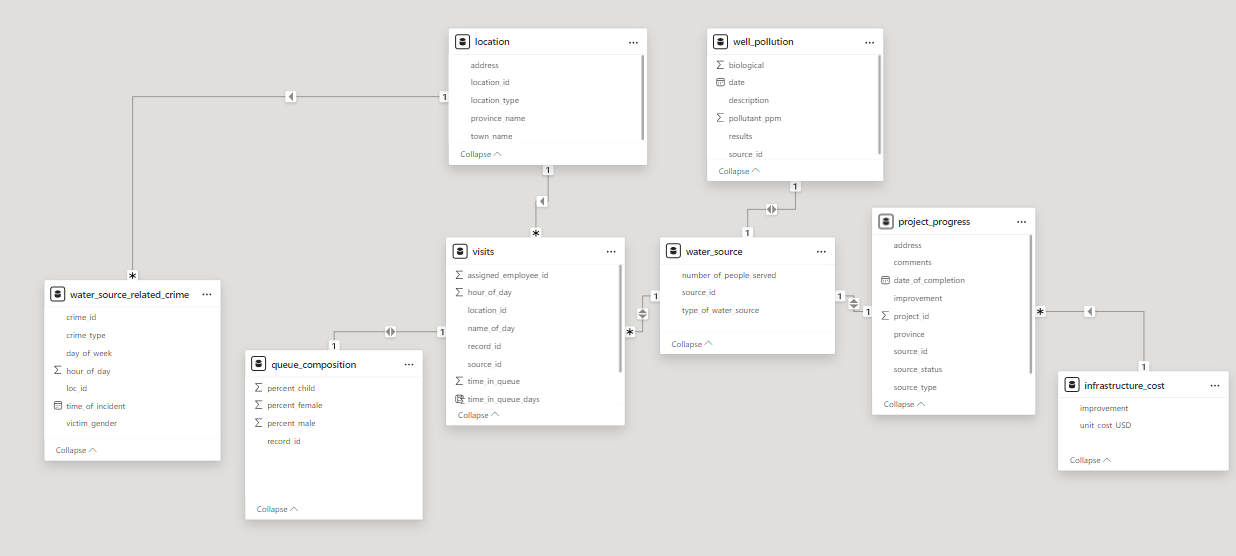 location
address
location_id
location_type
province_name
town_name
Collapse
well_pollution
biological
date
description
pollutant_ppm
results
source_id
Collapse
1
1
1
1
*
*
water_source_related_crime
crime_id
crime_type
day_of_week
hour_of_day
loc_id
time_of_incident
victim_gender
Collapse
1
1
queue_composition
percent_child
percent_female
percent_male
record_id
Collapse
visits
assigned_employee_id
hour_of_day
location_id
name_of_day
record_id
source_id
time_in_queue
time_in_queue_days
Collapse
*
1
water_source
number_of_people_served
source_id
type_of_water_source
Collapse
1
1
project_progress
address
comments
date_of_completion
improvement
project_id
province
source_id
source_status
source_type
Collapse
*
1
infrastructure_cost
improvement
unit_cost_USD
Collapse